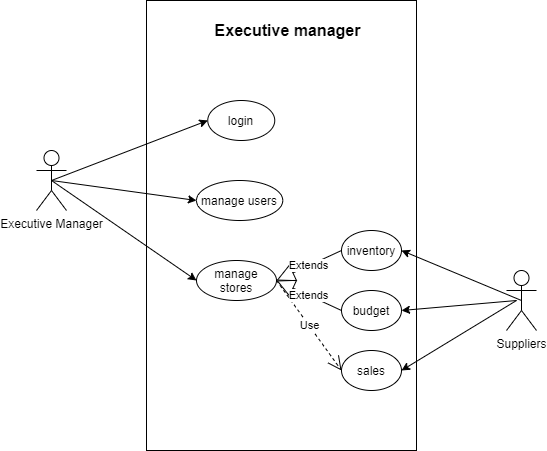 Executive manager
login
Executive Manager
manage users
manage
stores
Extends
inventory
Extends
budget
Use
sales
Suppliers